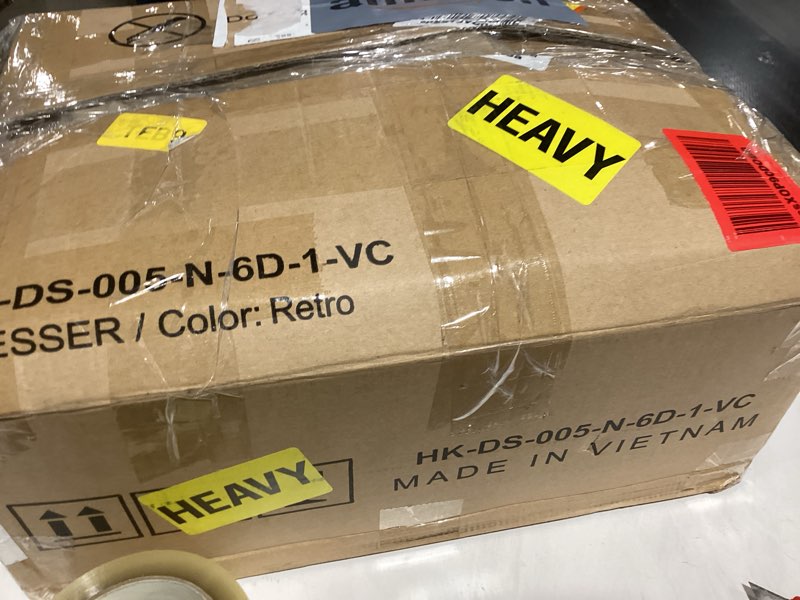 amazon
HEAVY
-DS-005-N-6D-1-VC
ESSER / Color: Retro
HK-DS-005-N-6D-1-VC
MADE IN VIETNAM
HEAVY